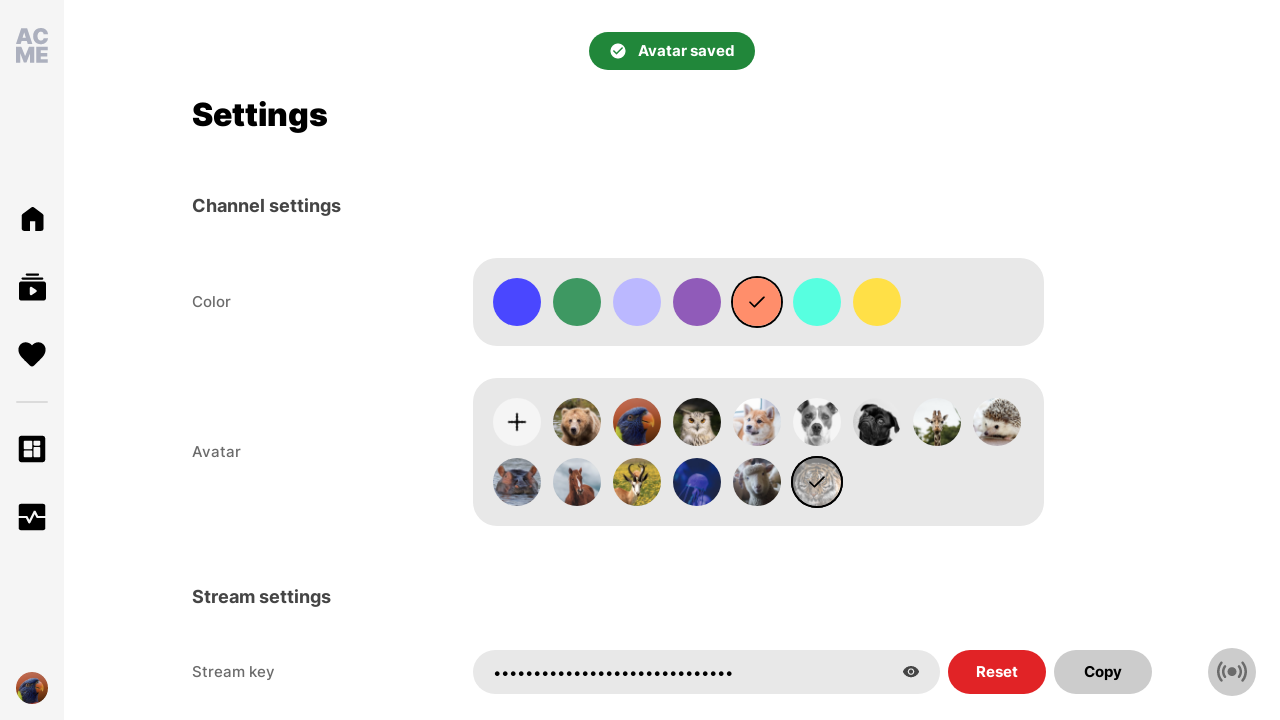 AC
ME
Avatar saved
Settings
Channel settings
Color
Avatar
Stream settings
Stream key
••••••••••••••••••••••••••••••
Reset
Copy